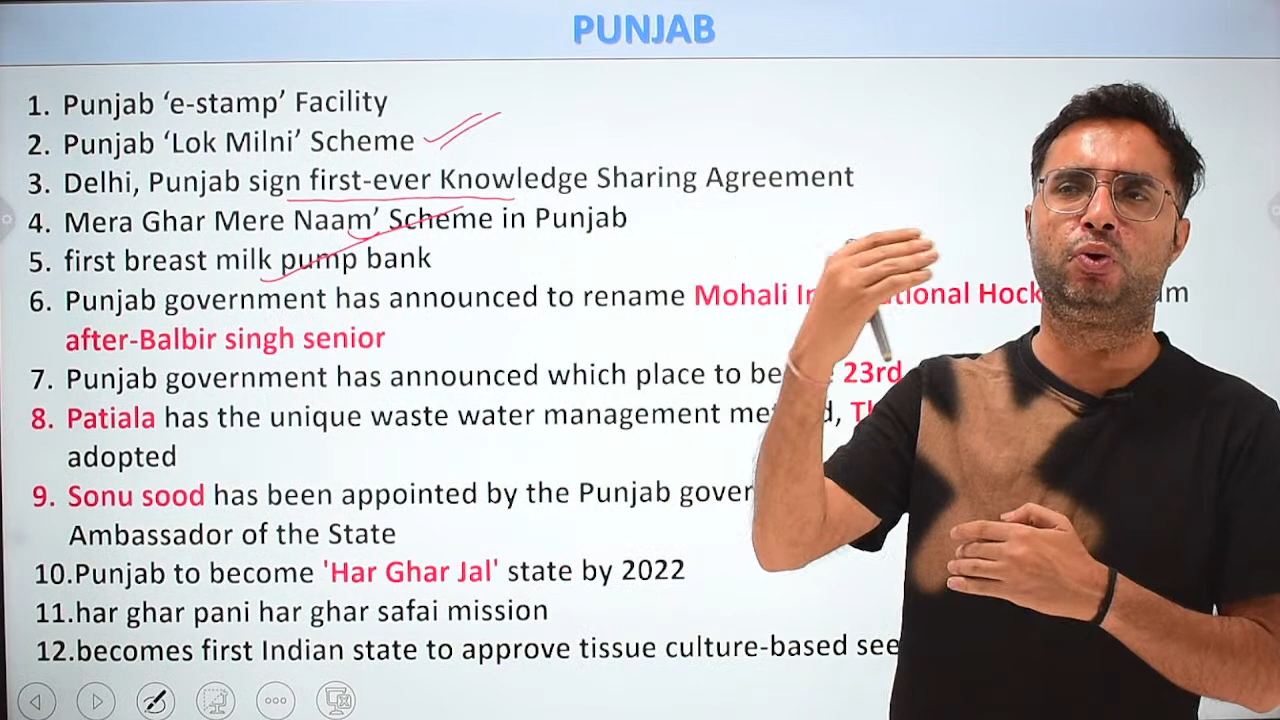 PUNJAB
1. Punjab ‘e-stamp’ Facility
2. Punjab ‘Lok Milni’ Scheme
3. Delhi, Punjab sign first-ever Knowledge Sharing Agreement
4. Mera Ghar Mere Naam’ Scheme in Punjab
5. first breast milk pump bank
6. Punjab government has announced to rename Mohali
after-Balbir singh senior
7. Punjab government has announced which place to be 23rd
8. Patiala has the unique waste water management
adopted
9. Sonu sood has been appointed by the Punjab
Ambassador of the State
10.Punjab to become 'Har Ghar Jal' state by 2022
11.har ghar pani har ghar safai mission
12.becomes first Indian state to approve tissue culture-based